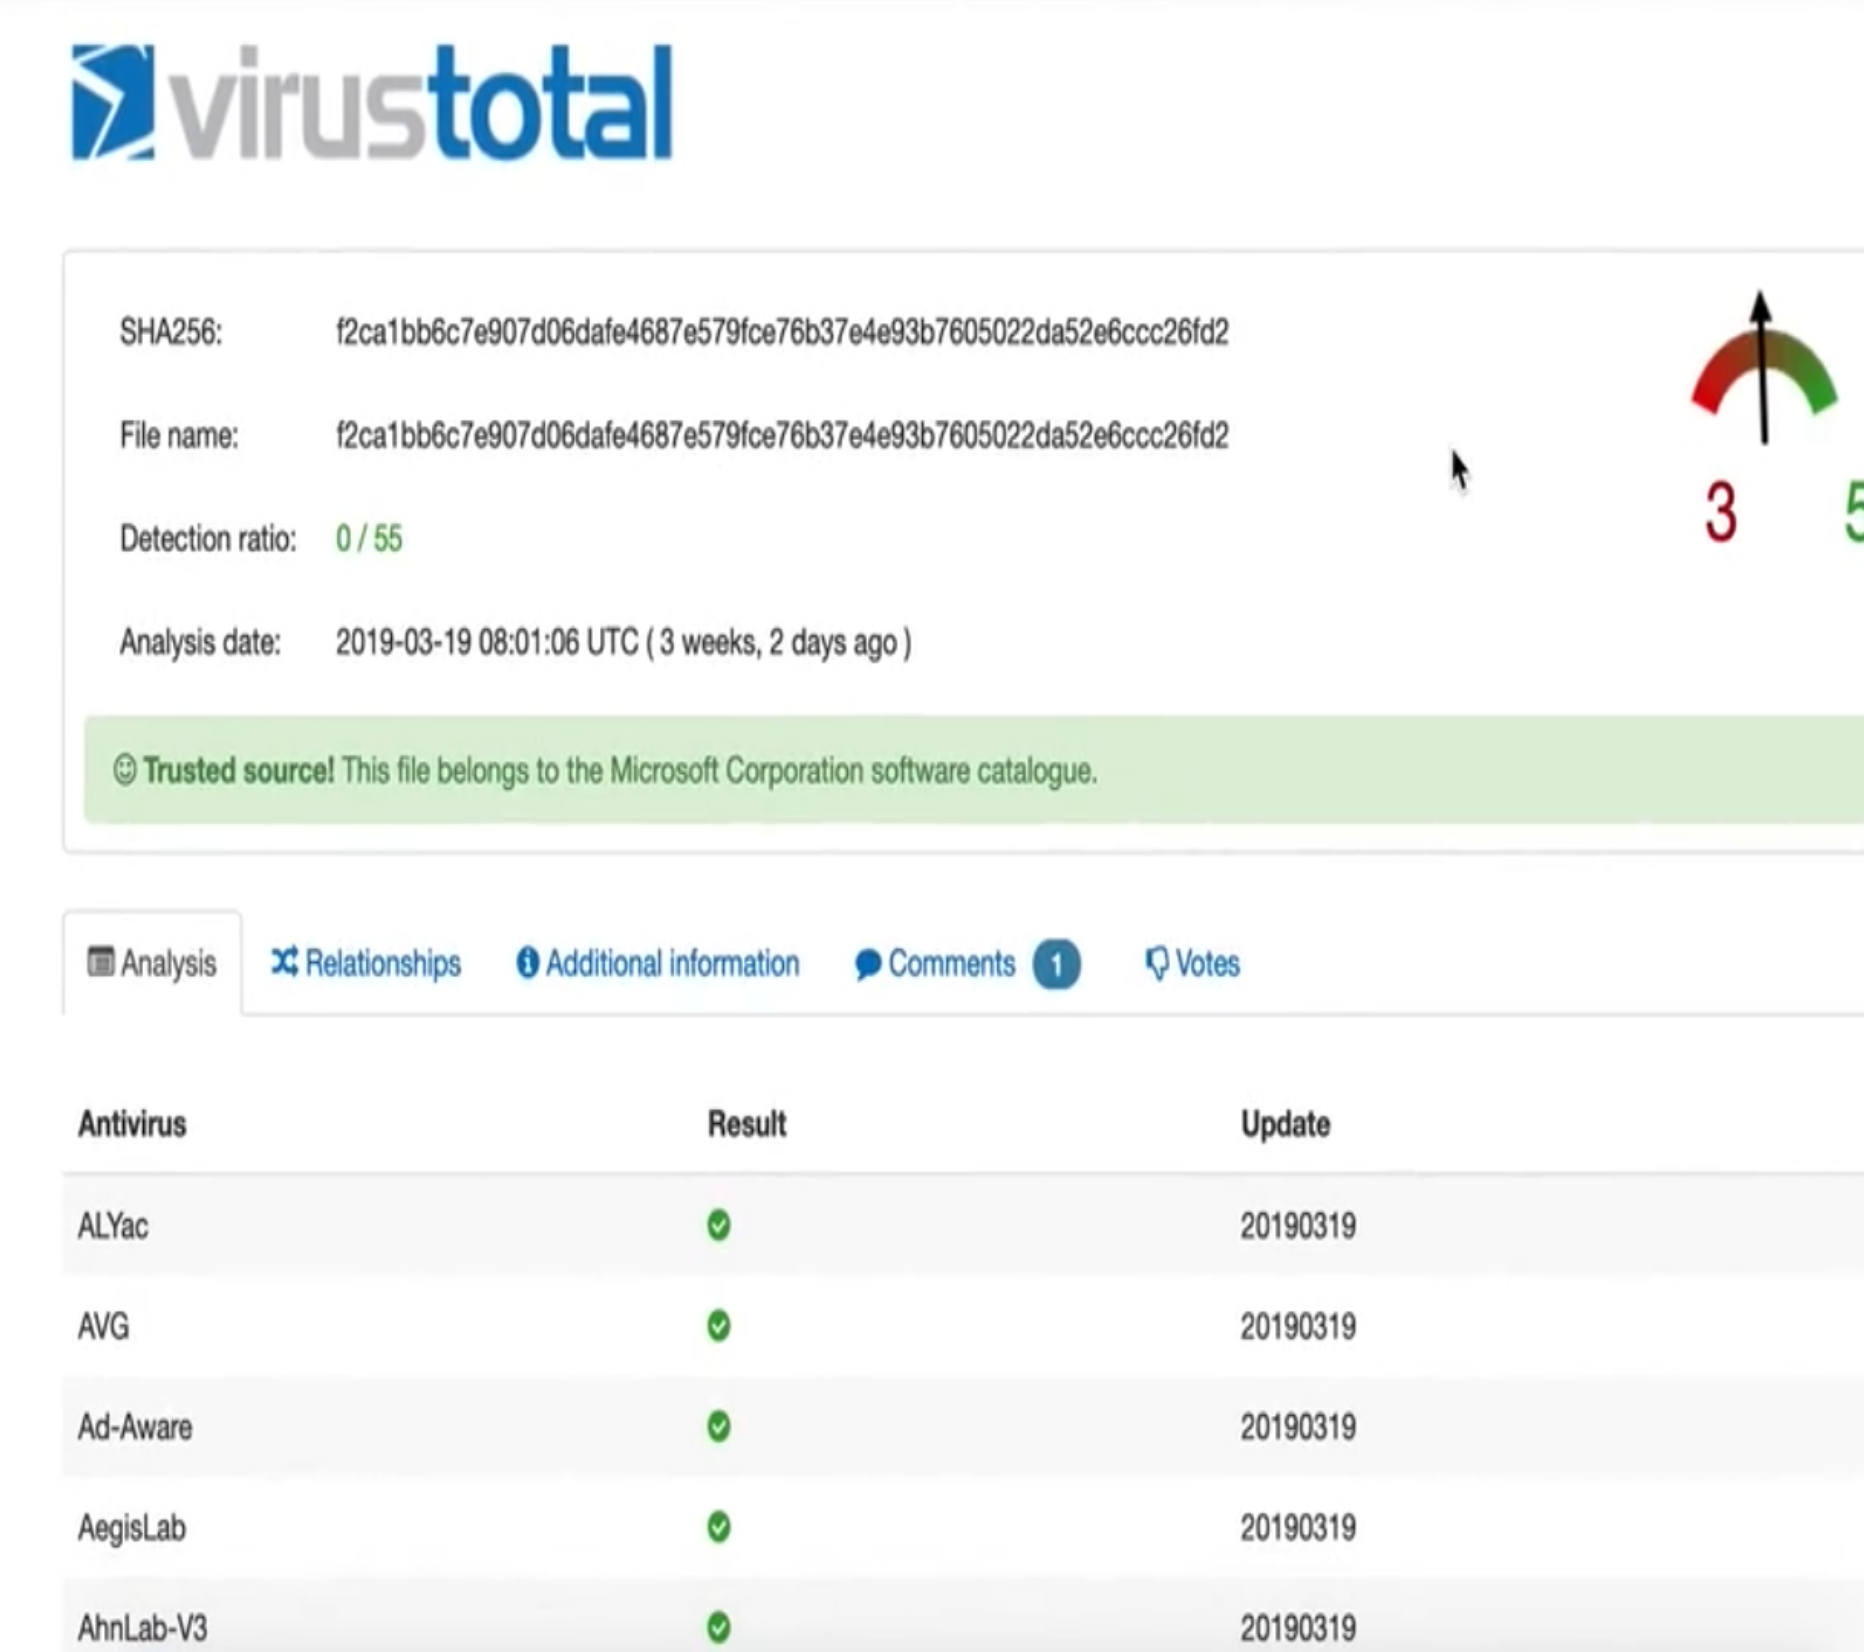 virustotal
SHA256: f2ca1bb6c7e907d06dafe4687e579fce76b37e4e93b7605022da52e6ccc26fd2
File name: f2ca1bb6c7e907d06dafe4687e579fce76b37e4e93b7605022da52e6ccc26fd2
3 5
Detection ratio: 0 / 55
Analysis date: 2019-03-19 08:01:06 UTC ( 3 weeks, 2 days ago )
Trusted source! This file belongs to the Microsoft Corporation software catalogue.
Analysis Relationships Additional information Comments 1 Votes
Antivirus Result Update
ALYac 20190319
AVG 20190319
Ad-Aware 20190319
AegisLab 20190319
AhnLab-V3 20190319